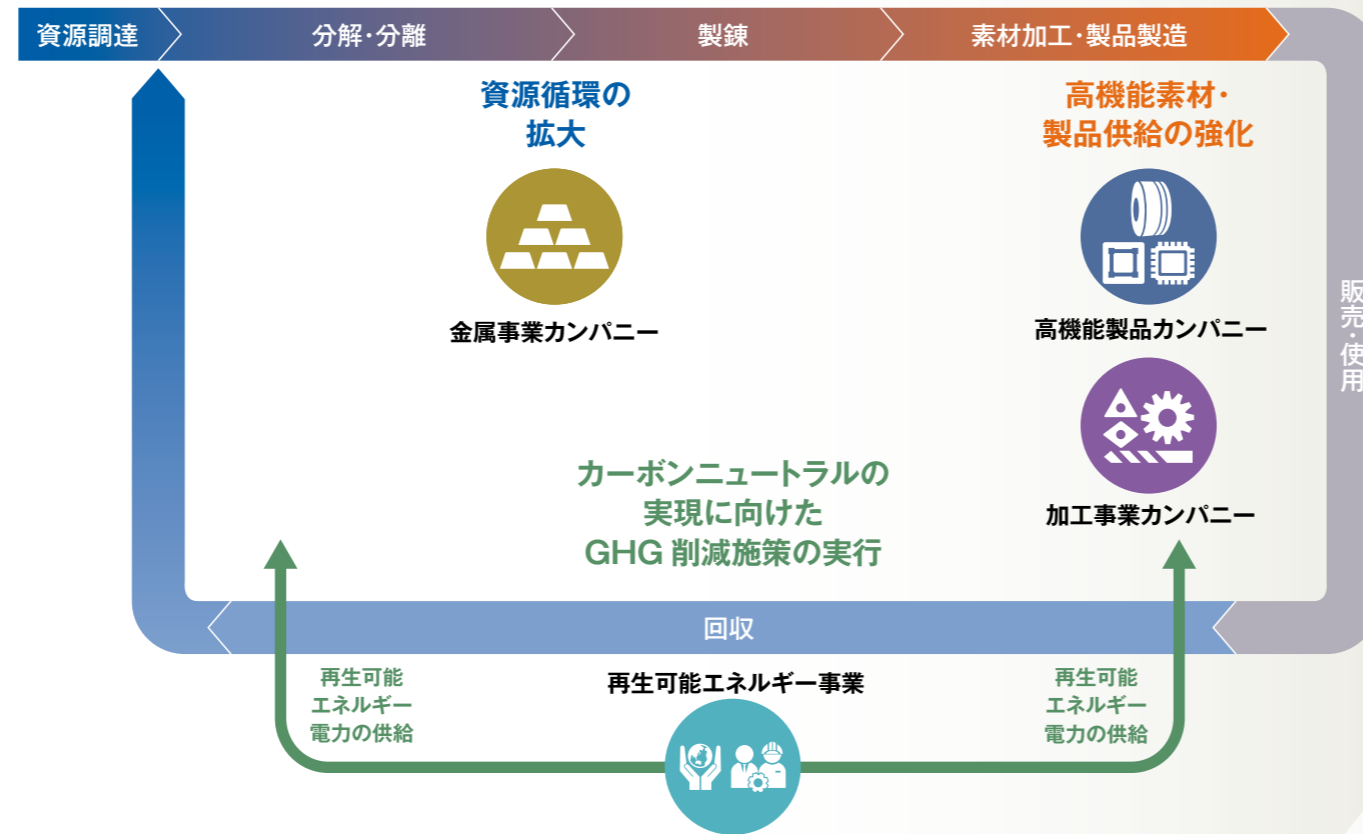 資源調達
分解・分離
製錬
素材加工・製品製造
資源循環の
拡大
高機能素材・
製品供給の強化
金属事業カンパニー
高機能製品カンパニー
販売・使用
加工事業カンパニー
カーボンニュートラルの
実現に向けた
GHG 削減施策の実行
回収
再生可能
エネルギー
電力の供給
再生可能エネルギー事業
再生可能
エネルギー
電力の供給